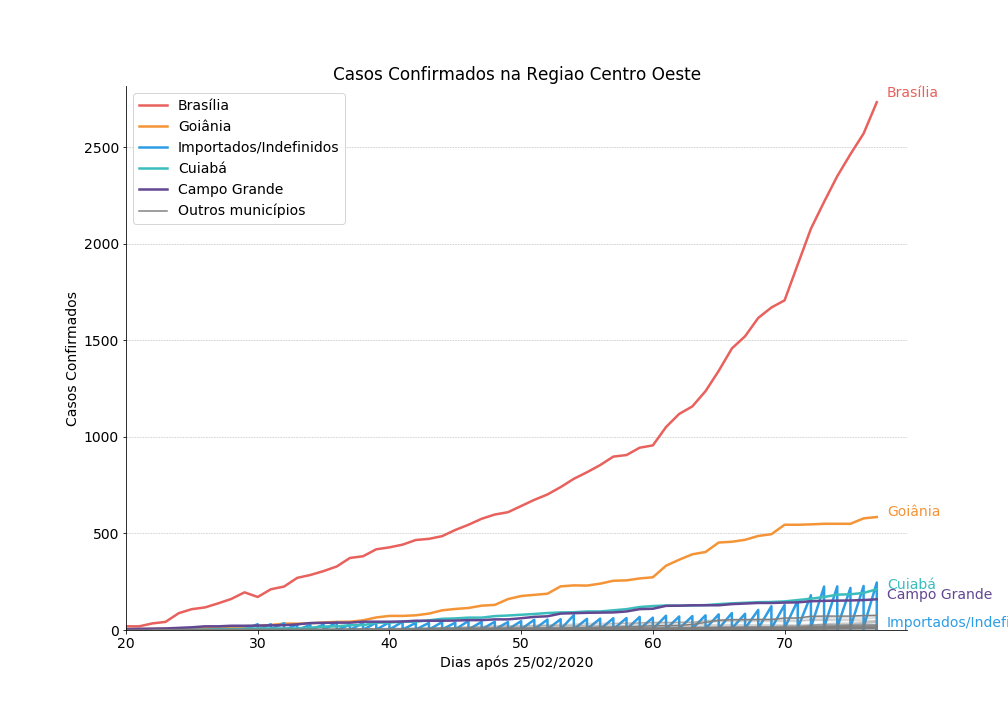 Casos Confirmados na Regiao Centro Oeste
Brasília
Goiânia
Importados/Indefinidos
Cuiabá
Campo Grande
Outros municípios
Casos Confirmados
2500
2000
1500
1000
500
0
20
30
40
50
60
70
Dias após 25/02/2020
Brasília
Goiânia
Cuiabá
Campo Grande
Importados/Indefi